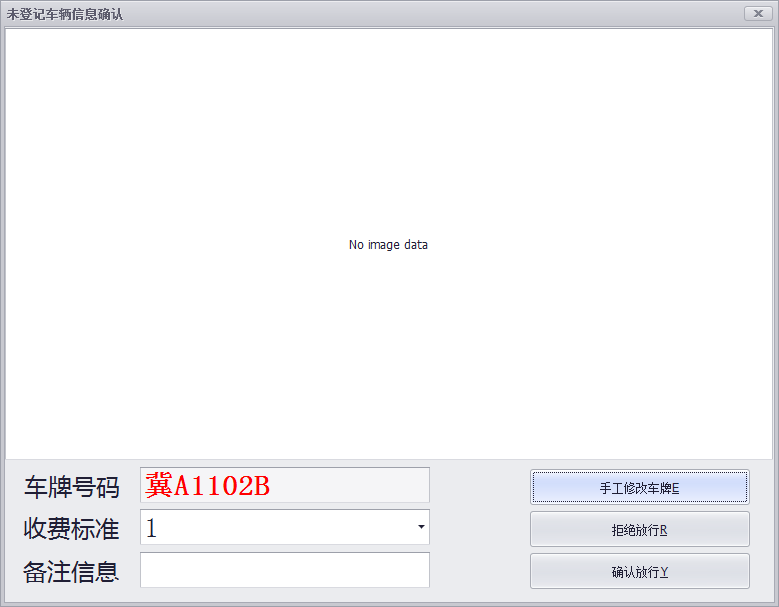 未登记车辆信息确认
No image data
车牌号码 冀A1102B
手工修改车牌E
收费标准 1
拒绝放行R
备注信息
确认放行Y